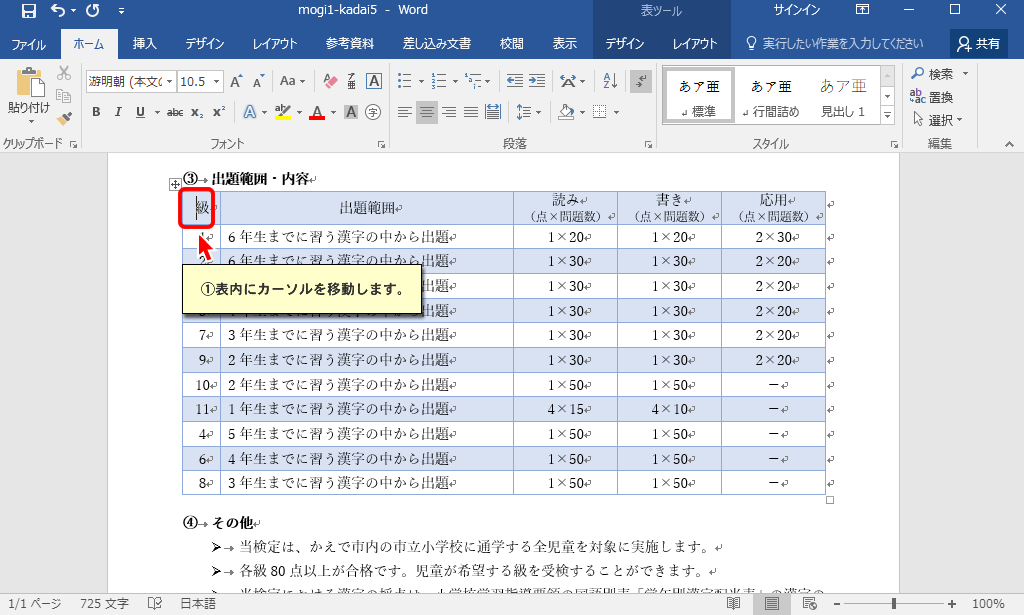 mogi1-kadai5 - Word
表ツール
サインイン
ファイル ホーム 挿入 デザイン レイアウト 参考資料 差し込み文書 校閲 表示 デザイン レイアウト 実行したい作業を入力してください 共有
游明朝 (本文の 10.5 A A Aa A
あア亜 あア亜 あア亜
検索
貼り付け
B I U abc x₂ x² A A A 字
↲標準 ↲行間詰め 見出し 1
置換
選択
クリップボード フォント 段落 スタイル 編集
③→ 出題範囲・内容↵
級 出題範囲↵ 読み↵ 書き↵ 応用↵
(点×問題数)↵ (点×問題数)↵ (点×問題数)↵
6 年生までに習う漢字の中から出題↵ 1×20↵ 1×20↵ 2×30↵
6 年生までに習う漢字の中から出題↵ 1×30↵ 1×30↵ 2×20↵
①表内にカーソルを移動します。
1×30↵ 1×30↵ 2×20↵
1×30↵ 1×30↵ 2×20↵
7↵ 3 年生までに習う漢字の中から出題↵ 1×30↵ 1×30↵ 2×20↵
9↵ 2 年生までに習う漢字の中から出題↵ 1×30↵ 1×30↵ 2×20↵
10↵ 2 年生までに習う漢字の中から出題↵ 1×50↵ 1×50↵ ー↵
11↵ 1 年生までに習う漢字の中から出題↵ 4×15↵ 4×10↵ ー↵
4↵ 5 年生までに習う漢字の中から出題↵ 1×50↵ 1×50↵ ー↵
6↵ 4 年生までに習う漢字の中から出題↵ 1×50↵ 1×50↵ ー↵
8↵ 3 年生までに習う漢字の中から出題↵ 1×50↵ 1×50↵ ー↵
④→ その他↵
➢→ 当検定は、かえで市内の市立小学校に通学する全児童を対象に実施します。↵
➢→ 各級 80 点以上が合格です。児童が希望する級を受検することができます。↵
1/1 ページ 725 文字 日本語 100%